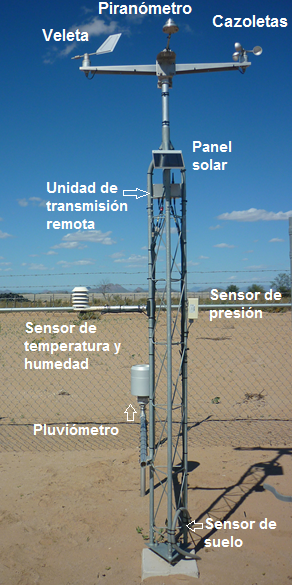 Piranómetro
Veleta
Cazoletas
Panel
solar
Unidad de
transmisión
remota
Sensor de
presión
Sensor de
temperatura y
humedad
Pluviómetro
Sensor de
suelo